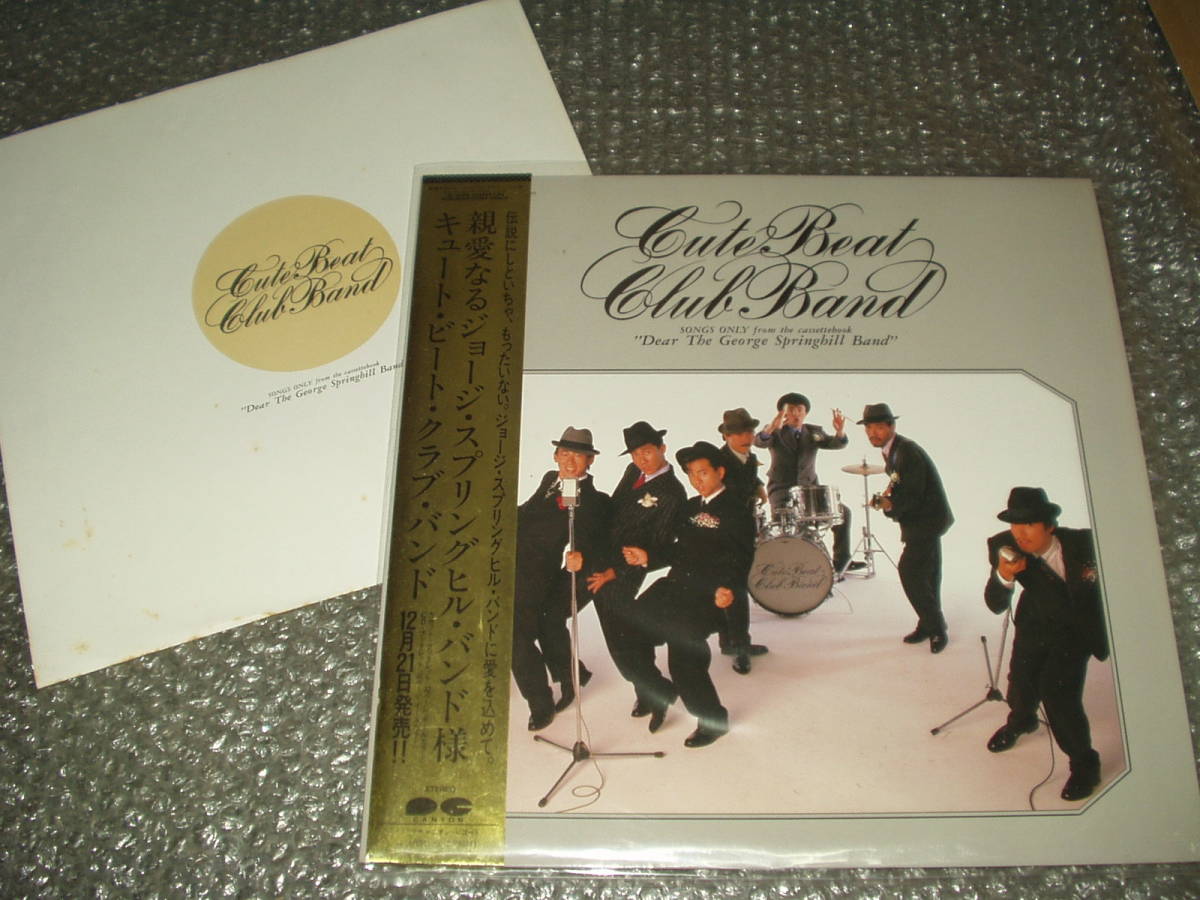 Cute Beat
Club Band
SONGS ONLY from the cassettebook
"Dear The George Springhill Band"
伝説にしといちゃ、もったいない。ジョージ・スプリングヒル・バンドに愛を込めて。
親愛なるジョージ・スプリングヒル・バンド様
キュート・ビート・クラブ・バンド
12月21日発売!!
STEREO
CANYON
Cute Beat
Club Band
SONGS ONLY from the cassettebook
"Dear The George Springhill Band
Cute Beat
Club Band